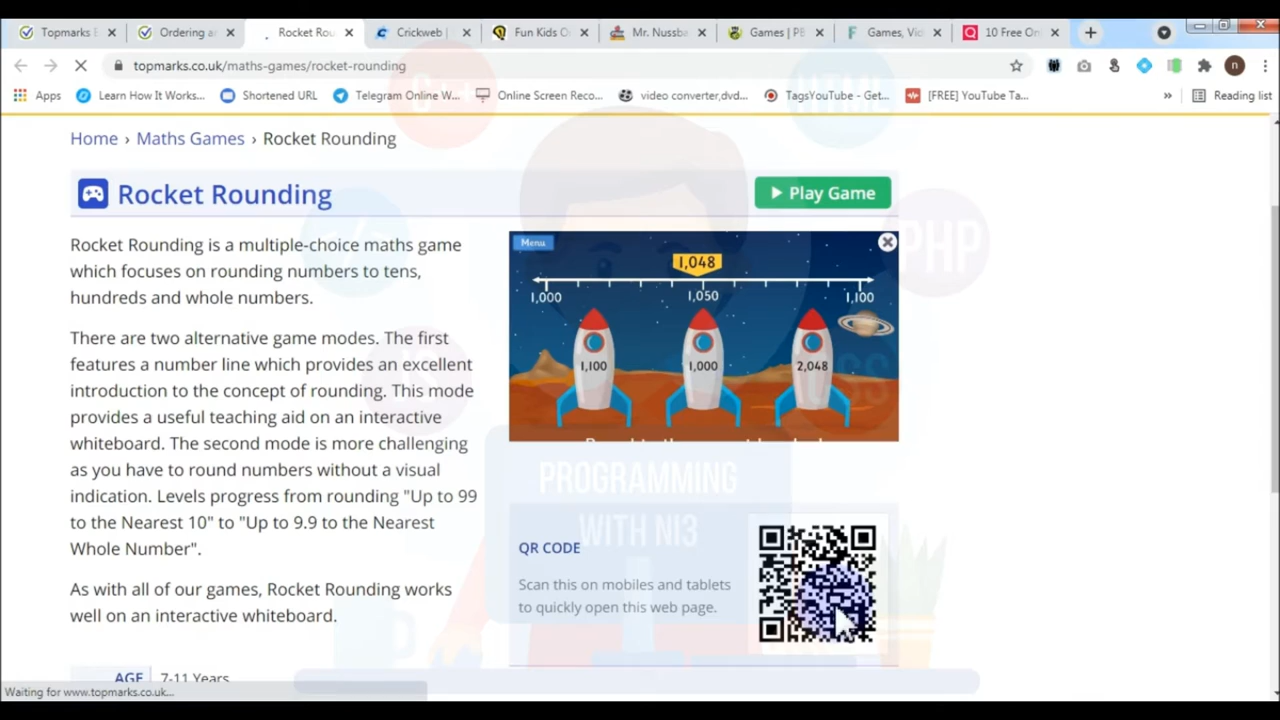 Topmarks E
Ordering a
Rocket Rou
Crickweb |
Fun Kids O
Mr. Nussba
Games | PB
Games, Vi
10 Free On
topmarks.co.uk/maths-games/rocket-rounding
n
Apps
Learn How It Works...
Shortened URL
Telegram Online W...
Online Screen Reco...
video converter,dvd...
TagsYouTube - Get...
[FREE] YouTube Ta...
»
Reading list
Home › Maths Games › Rocket Rounding
Rocket Rounding
Play Game
Rocket Rounding is a multiple-choice maths game
which focuses on rounding numbers to tens,
hundreds and whole numbers.
There are two alternative game modes. The first
features a number line which provides an excellent
introduction to the concept of rounding. This mode
provides a useful teaching aid on an interactive
whiteboard. The second mode is more challenging
as you have to round numbers without a visual
indication. Levels progress from rounding "Up to 99
to the Nearest 10" to "Up to 9.9 to the Nearest
Whole Number".
As with all of our games, Rocket Rounding works
well on an interactive whiteboard.
AGE
7-11 Years
Menu
1,048
1,000
1,050
1,100
1,100
1,000
2,048
PROGRAMMING
WITH NI3
QR CODE
Scan this on mobiles and tablets
to quickly open this web page.
HTML
PHP
CSS
</>
Waiting for www.topmarks.co.uk...